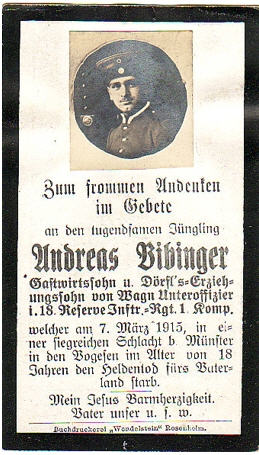 Zum frommen Andenken
im Gebete
an den tugendsamen Jüngling
Andreas Bibinger
Gastwirtssohn u. Dörfl's-Erzieh-
ungssohn von Wagn Unteroffizier
i. 18. Reserve Instr.-Rgt. 1. Komp.
welcher am 7. März 1915, in ei-
ner siegreichen Schlacht b. Münster
in den Vogesen im Alter von 18
Jahren den Heldentod fürs Vater-
land starb.
Mein Jesus Barmherzigkeit.
Vater unser u. s. w.
Buchdruckerei „Wendelstein" Rosenheim.